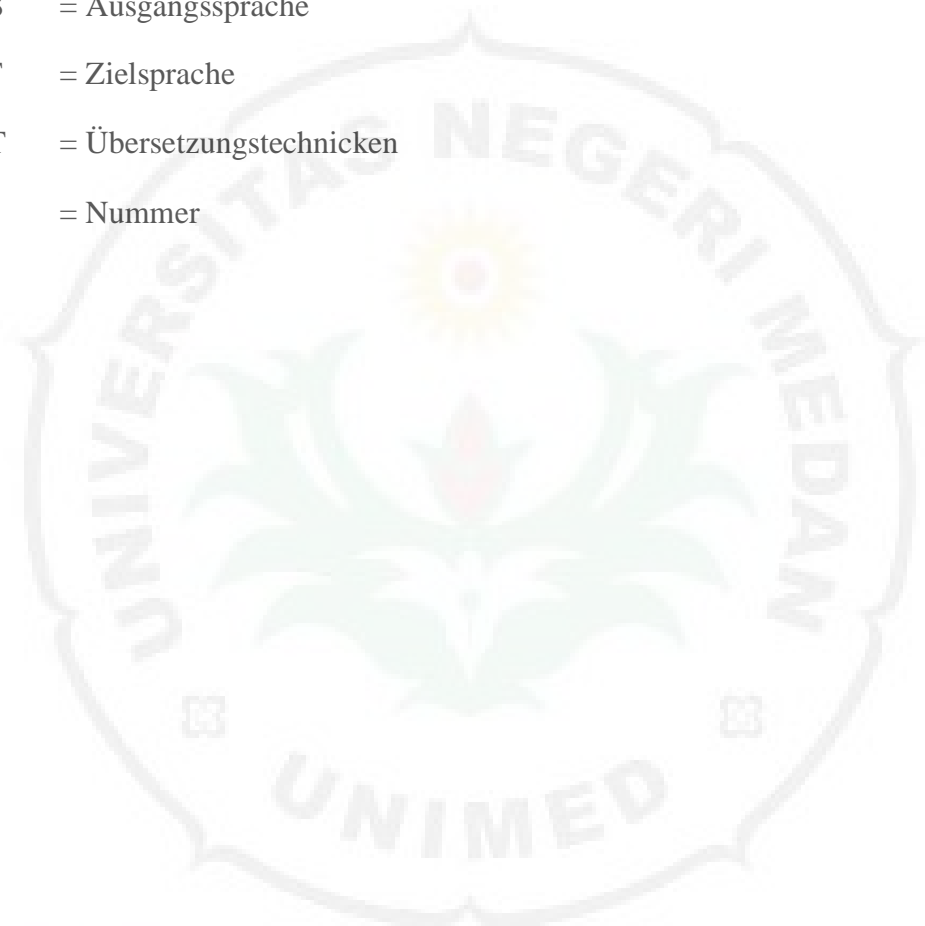 = Ausgangssprache
= Zielsprache
= Übersetzungstechnicken
= Nummer
UNIVERSITAS NEGERI MEDAN
UNIMED